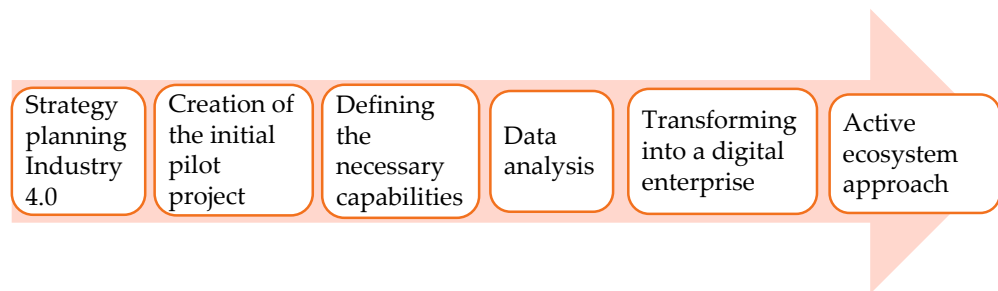 Strategy
planning
Industry
4.0
Creation of
the initial
pilot
project
Defining
the
necessary
capabilities
Data
analysis
Transforming
into a digital
enterprise
Active
ecosystem
approach